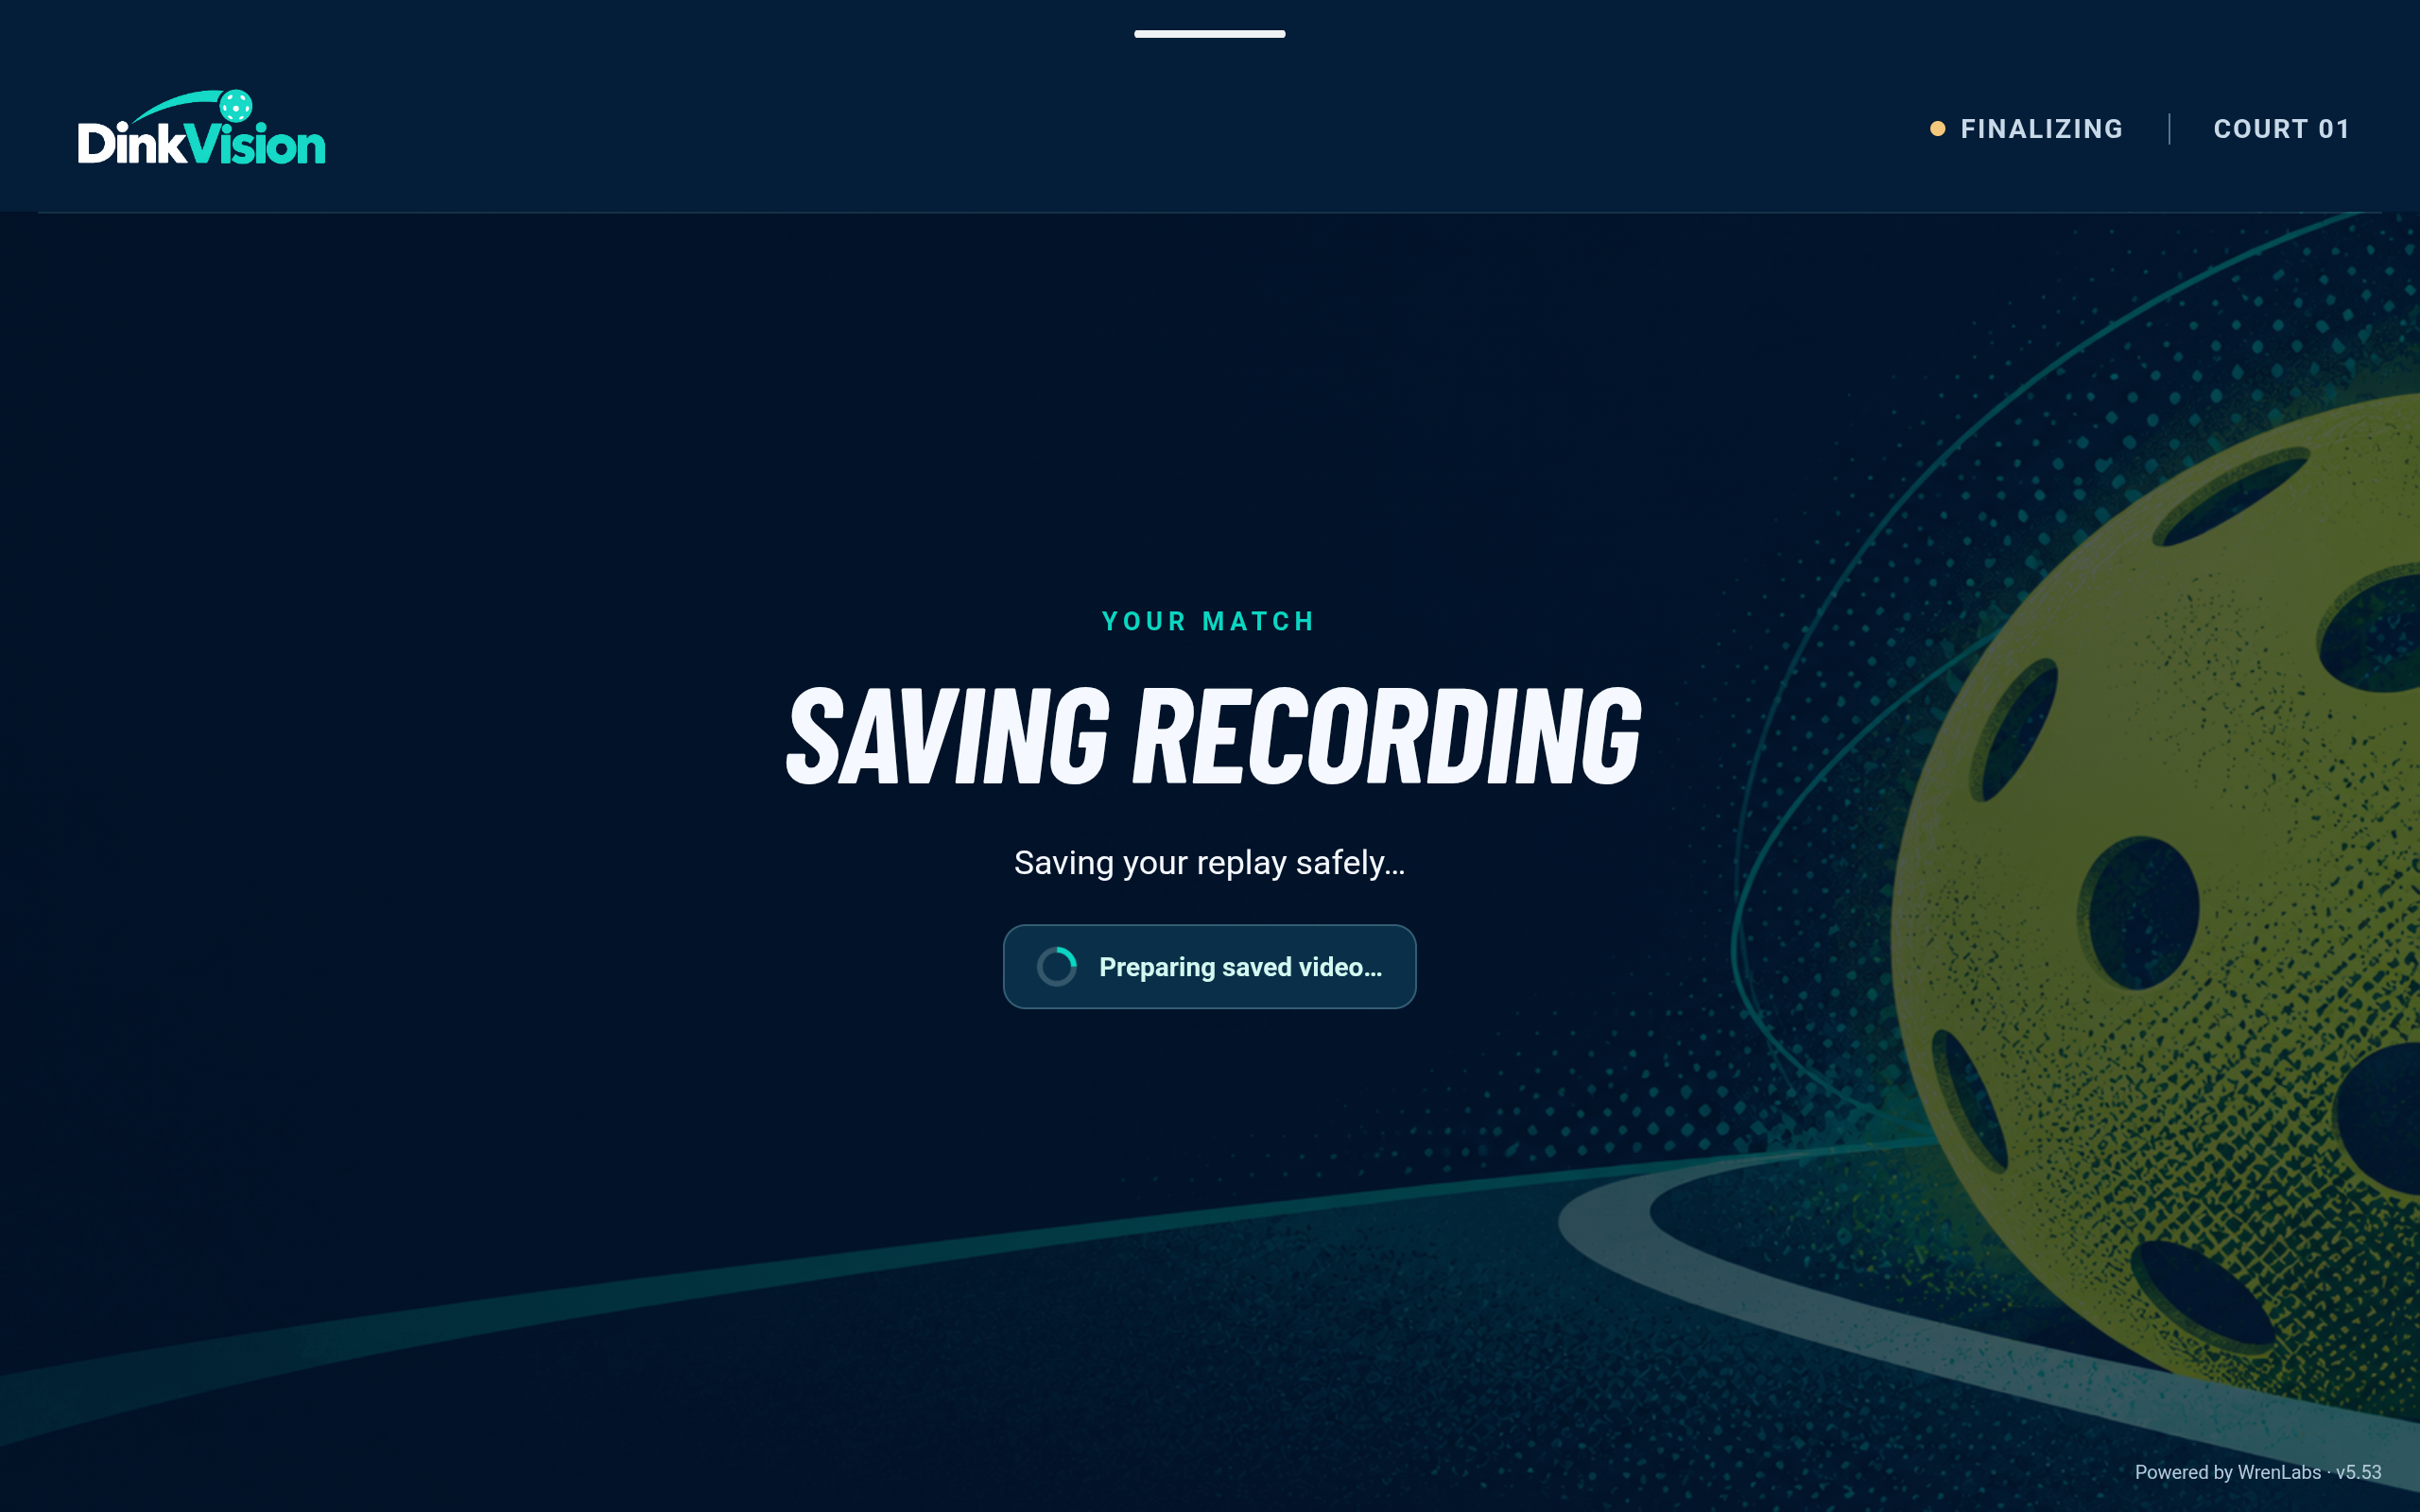 DinkVision
FINALIZING
COURT 01
YOUR MATCH
SAVING RECORDING
Saving your replay safely...
Preparing saved video...
Powered by WrenLabs · v5.53